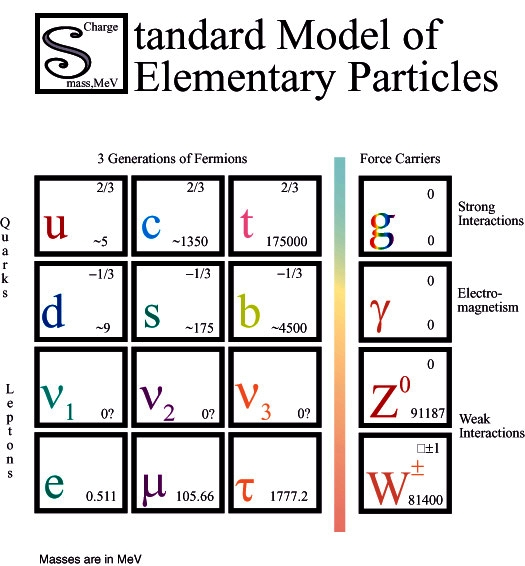 Charge
S
mass,MeV
tandard Model of
Elementary Particles
3 Generations of Fermions
Force Carriers
Quarks
2/3
u
~5
2/3
c
~1350
2/3
t
175000
0
g
0
Strong
Interactions
−1/3
d
~9
−1/3
s
~175
−1/3
b
~4500
0
γ
0
Electro-
magnetism
Leptons
ν1
0?
ν2
0?
ν3
0?
0
Z0
91187
Weak
Interactions
e
0.511
μ
105.66
τ
1777.2
□±1
W±
81400
Masses are in MeV